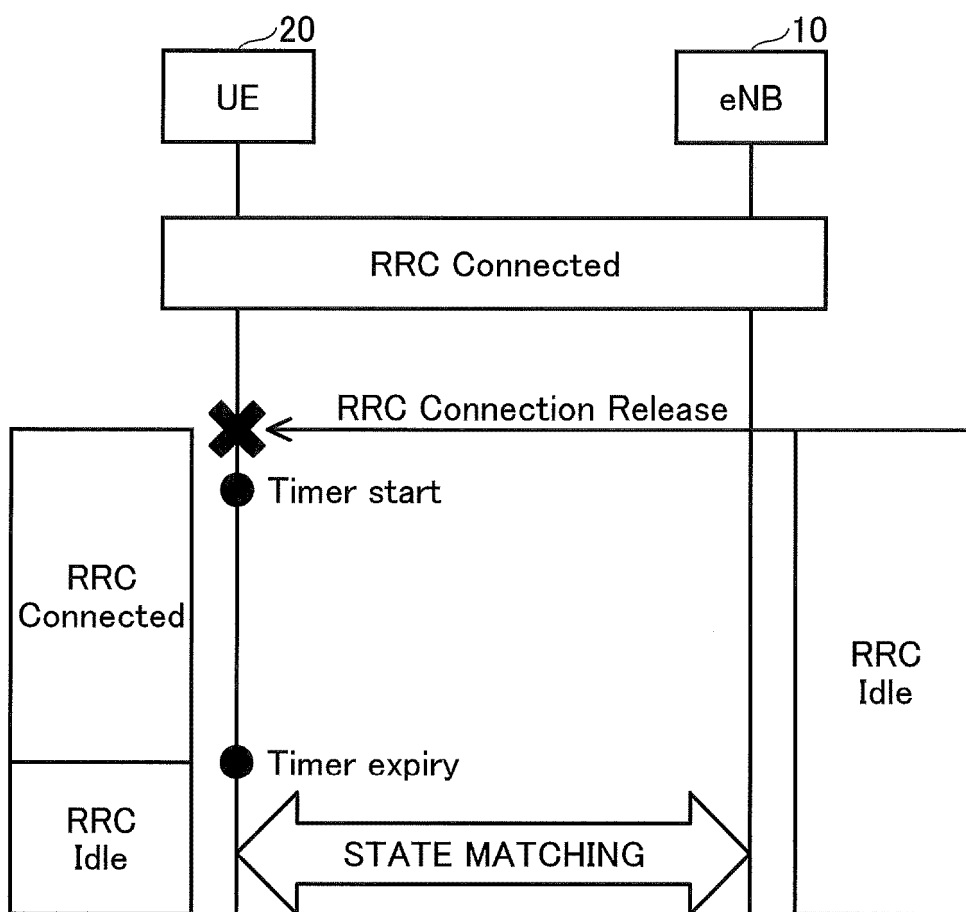 20
10
UE
eNB
RRC Connected
RRC Connection Release
Timer start
RRC
Connected
RRC
Idle
Timer expiry
RRC
Idle
STATE MATCHING